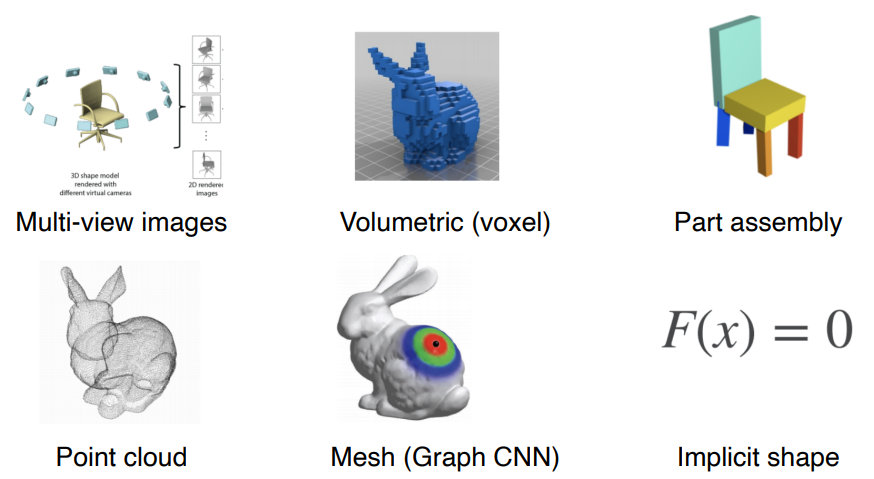 3D shape model
rendered with
different virtual cameras
2D rendered
images
Multi-view images
Volumetric (voxel)
Part assembly
F(x) = 0
Point cloud
Mesh (Graph CNN)
Implicit shape